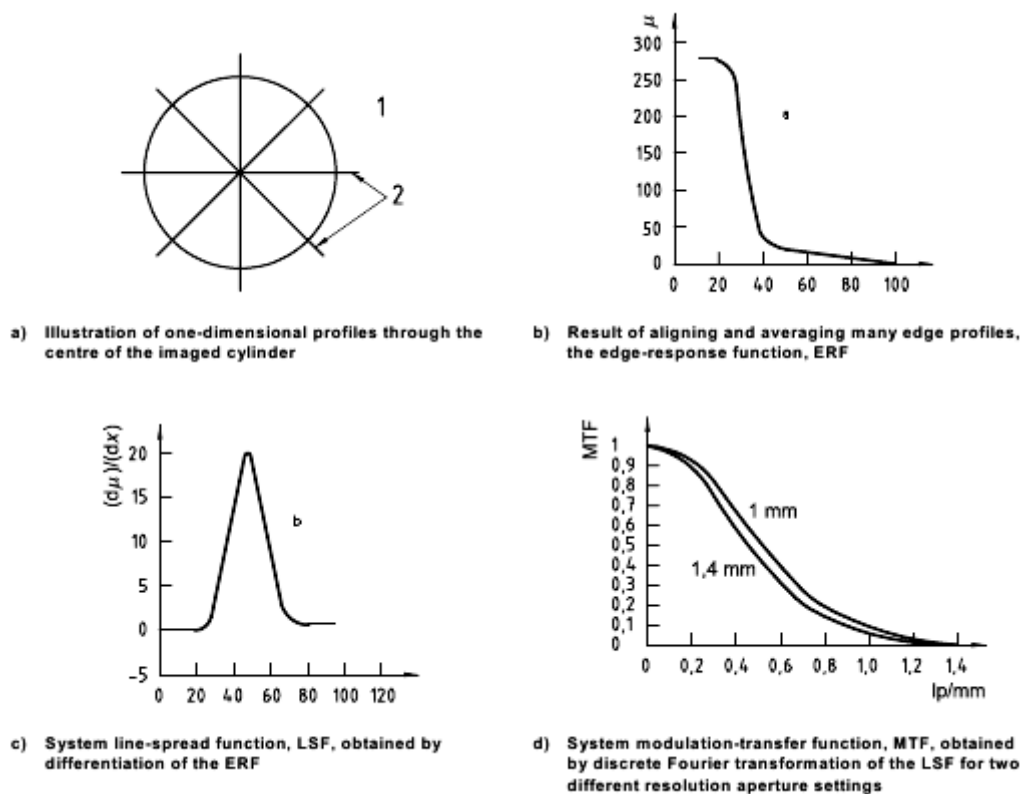 1
2
a) Illustration of one-dimensional profiles through the
centre of the imaged cylinder
μ
300
250
200
150
100
50
0
a
0 20 40 60 80 100
b) Result of aligning and averaging many edge profiles,
the edge-response function, ERF
(dμ)/(dx)
20
15
10
5
0
-5
b
0 20 40 60 80 100 120
c) System line-spread function, LSF, obtained by
differentiation of the ERF
MTF
1
0,9
0,8
0,7
0,6
0,5
0,4
0,3
0,2
0,1
0
1 mm
1,4 mm
0 0,2 0,4 0,6 0,8 1,0 1,2 1,4
lp/mm
d) System modulation-transfer function, MTF, obtained
by discrete Fourier transformation of the LSF for two
different resolution aperture settings